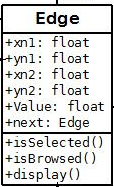 Edge
+xn1: float
+yn1: float
+xn2: float
+yn2: float
+Value: float
+next: Edge
+isSelected()
+isBrowsed()
+display()